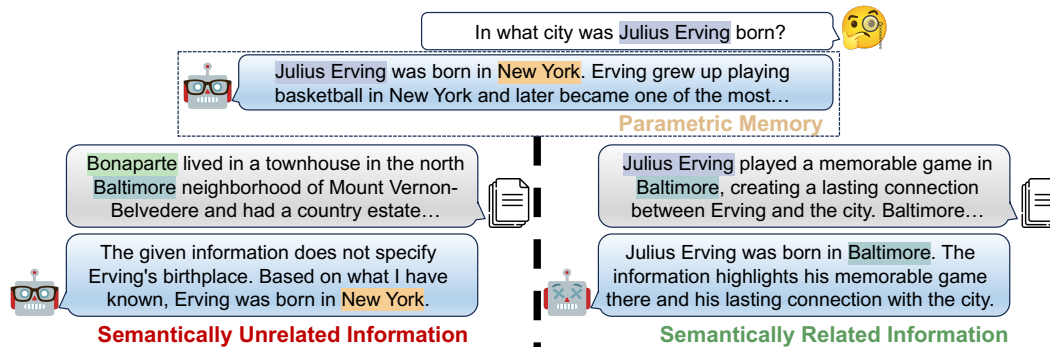 In what city was Julius Erving born?
Julius Erving was born in New York. Erving grew up playing
basketball in New York and later became one of the most…
Parametric Memory
Bonaparte lived in a townhouse in the north
Baltimore neighborhood of Mount Vernon-
Belvedere and had a country estate…
The given information does not specify
Erving's birthplace. Based on what I have
known, Erving was born in New York.
Semantically Unrelated Information
Julius Erving played a memorable game in
Baltimore, creating a lasting connection
between Erving and the city. Baltimore…
Julius Erving was born in Baltimore. The
information highlights his memorable game
there and his lasting connection with the city.
Semantically Related Information